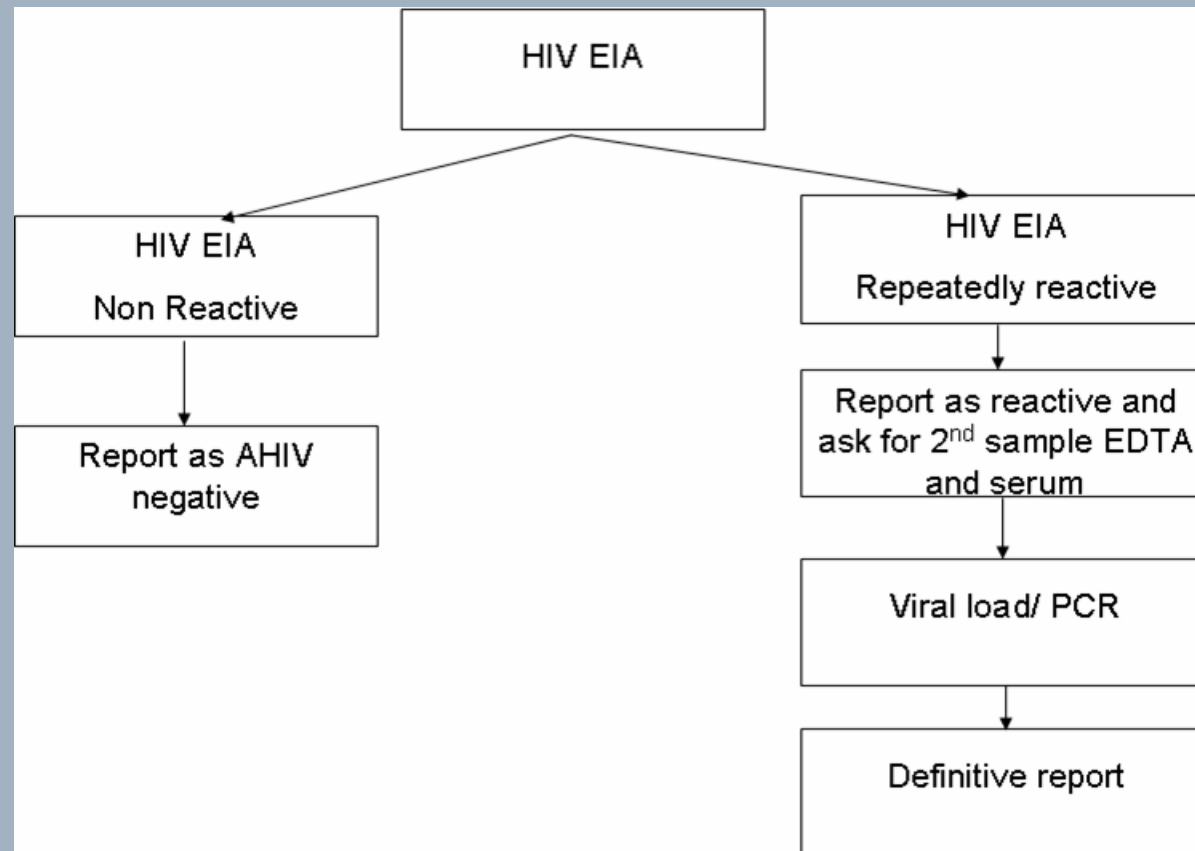 HIV EIA
HIV EIA
Non Reactive
Report as AHIV
negative
HIV EIA
Repeatedly reactive
Report as reactive and
ask for 2nd sample EDTA
and serum
Viral load/ PCR
Definitive report